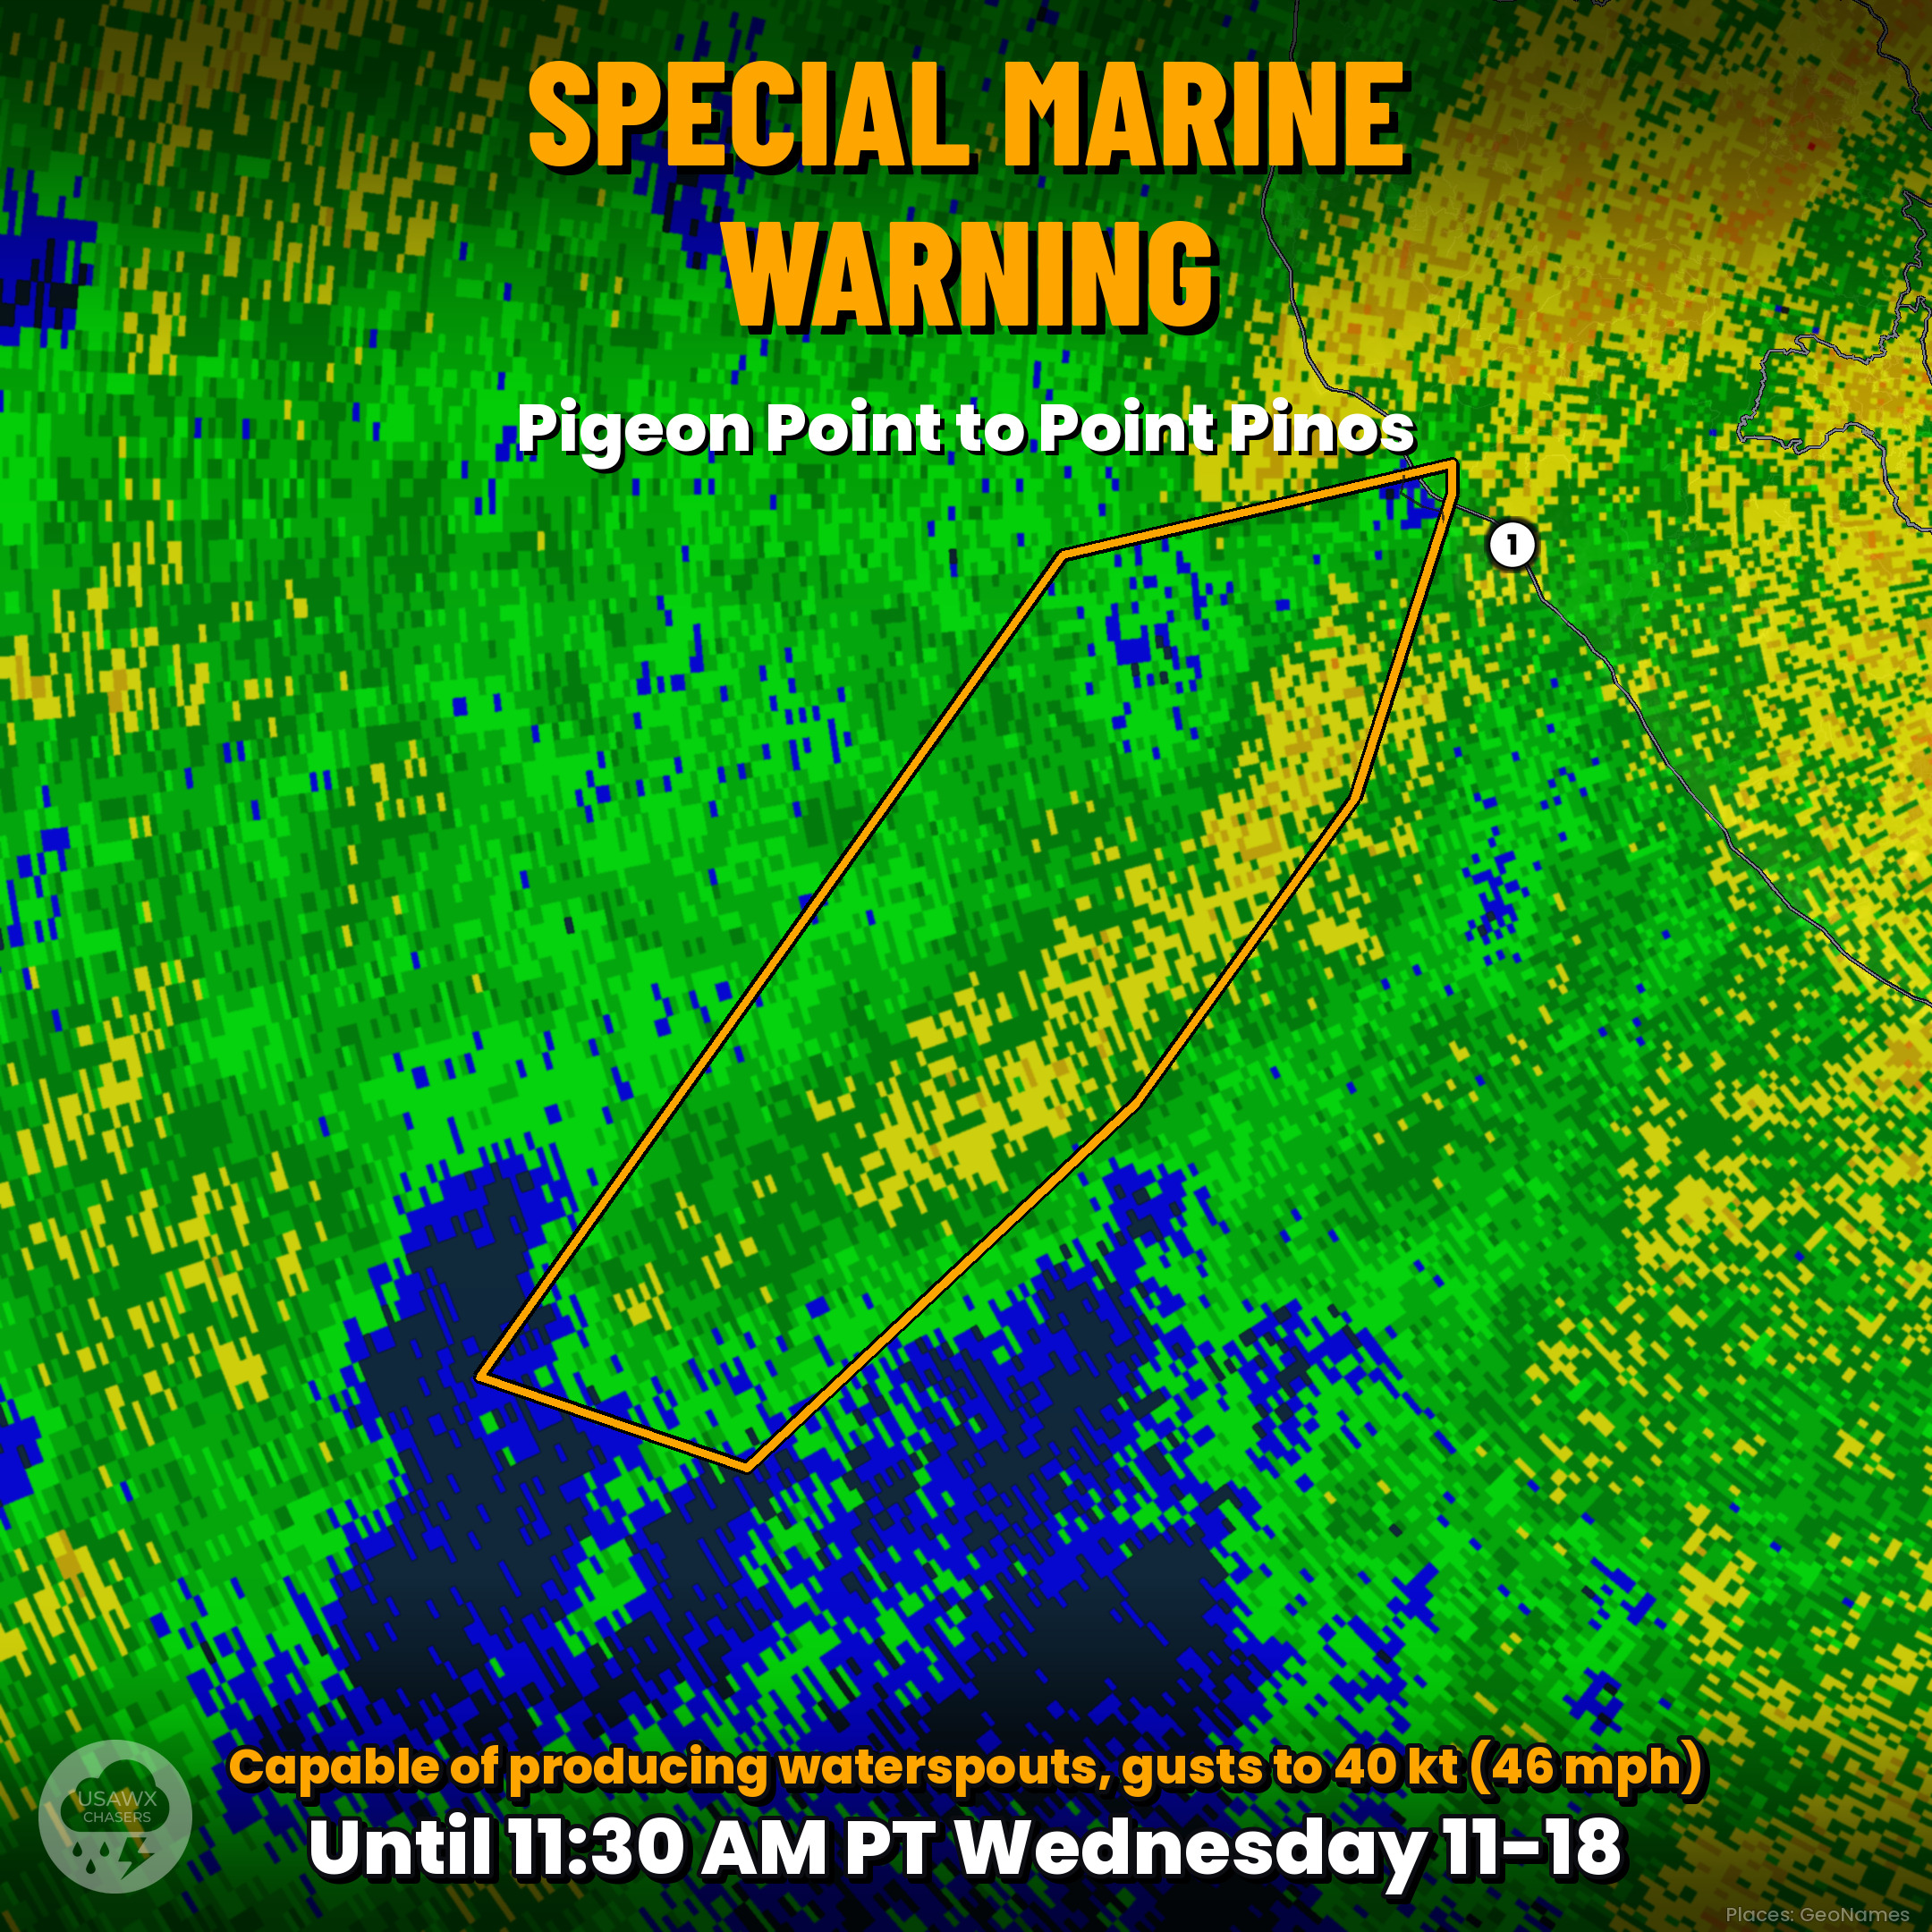 SPECIAL MARINE
WARNING
Pigeon Point to Point Pinos
1
Capable of producing waterspouts, gusts to 40 kt (46 mph)
Until 11:30 AM PT Wednesday 11-18
USAWX
CHASERS
Places: GeoNames